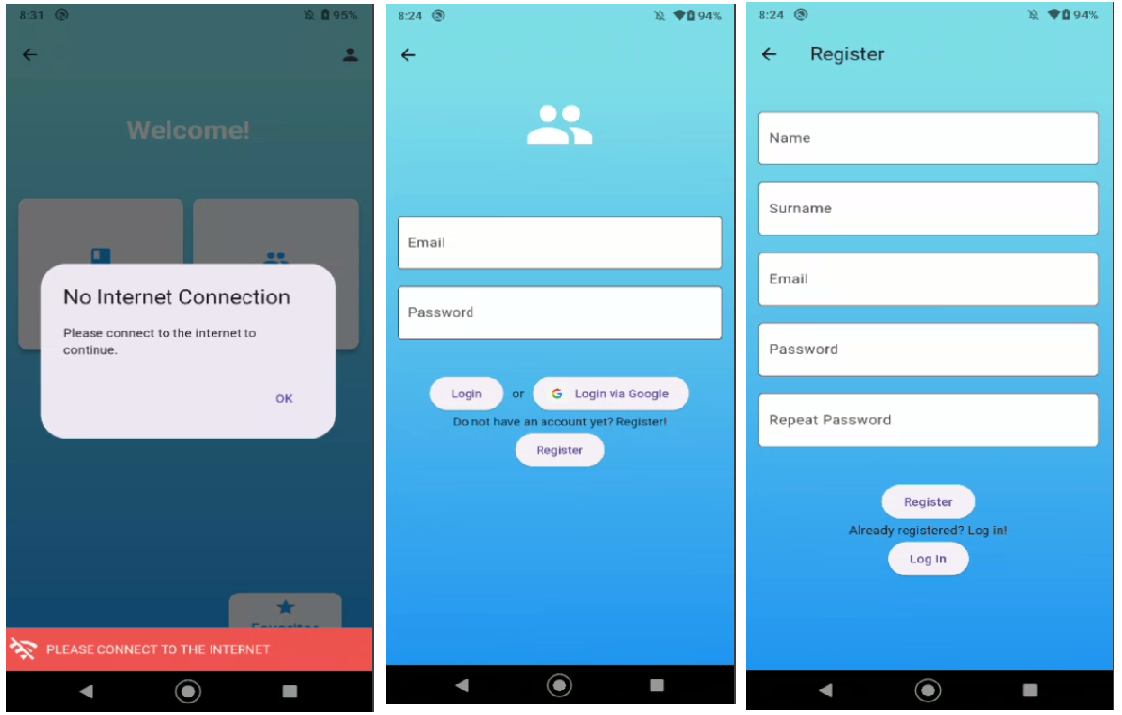 8:31
95%
Welcome!
No Internet Connection
Please connect to the internet to
continue.
OK
Favorites
PLEASE CONNECT TO THE INTERNET
8:24
94%
Email
Password
Login or G Login via Google
Do not have an account yet? Register!
Register
8:24
94%
Register
Name
Surname
Email
Password
Repeat Password
Register
Already registered? Log in!
Log In